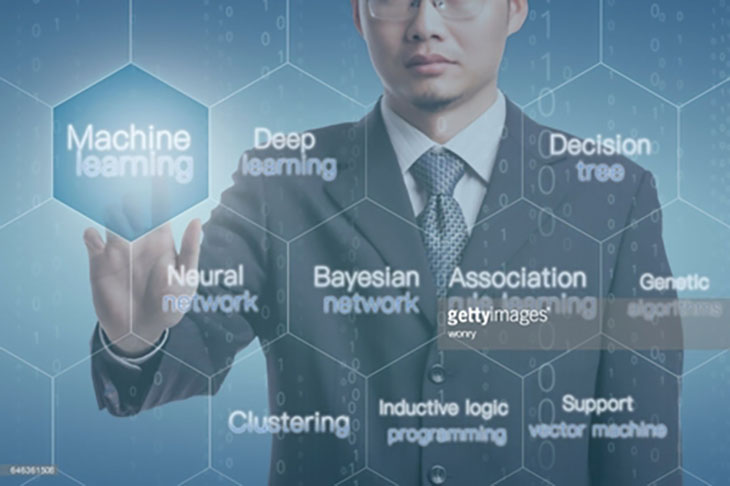 Machine
learning
Deep
learning
Decision
tree
Neural
network
Bayesian
network
Association
rule learning
Genetic
algorithms
gettyimages
wonry
Clustering
Inductive logic
programming
Support
vector machine